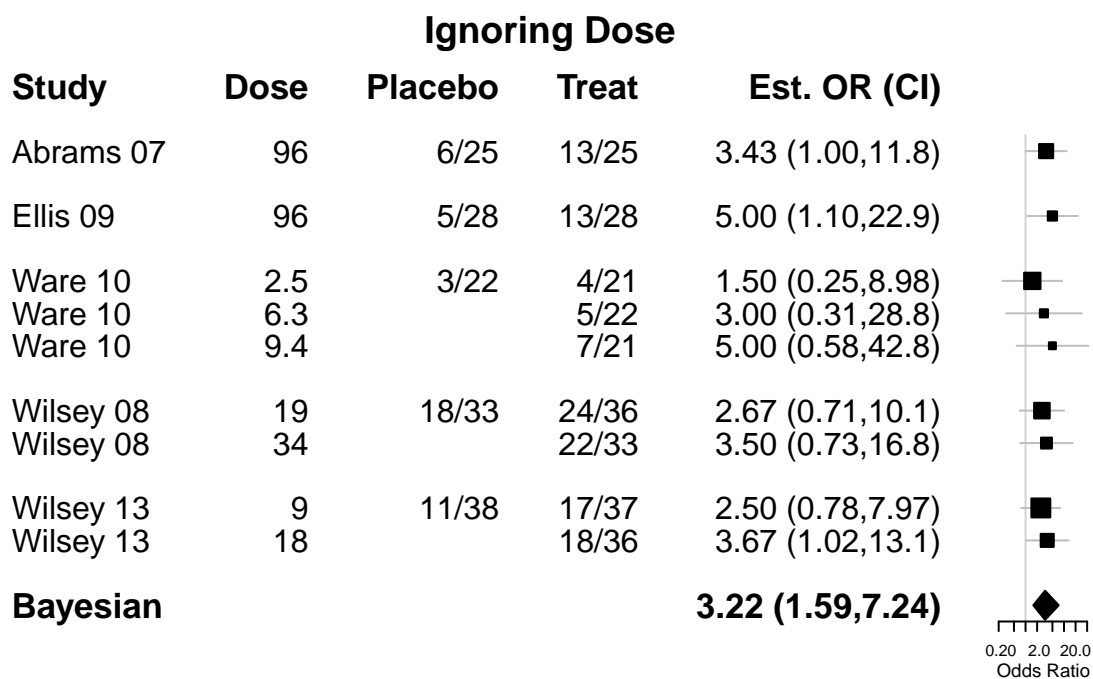 Ignoring Dose
Study Dose Placebo Treat Est. OR (CI)
Abrams 07 96 6/25 13/25 3.43 (1.00,11.8)
Ellis 09 96 5/28 13/28 5.00 (1.10,22.9)
Ware 10 2.5 3/22 4/21 1.50 (0.25,8.98)
Ware 10 6.3 5/22 3.00 (0.31,28.8)
Ware 10 9.4 7/21 5.00 (0.58,42.8)
Wilsey 08 19 18/33 24/36 2.67 (0.71,10.1)
Wilsey 08 34 22/33 3.50 (0.73,16.8)
Wilsey 13 9 11/38 17/37 2.50 (0.78,7.97)
Wilsey 13 18 18/36 3.67 (1.02,13.1)
Bayesian 3.22 (1.59,7.24)
0.20 2.0 20.0
Odds Ratio